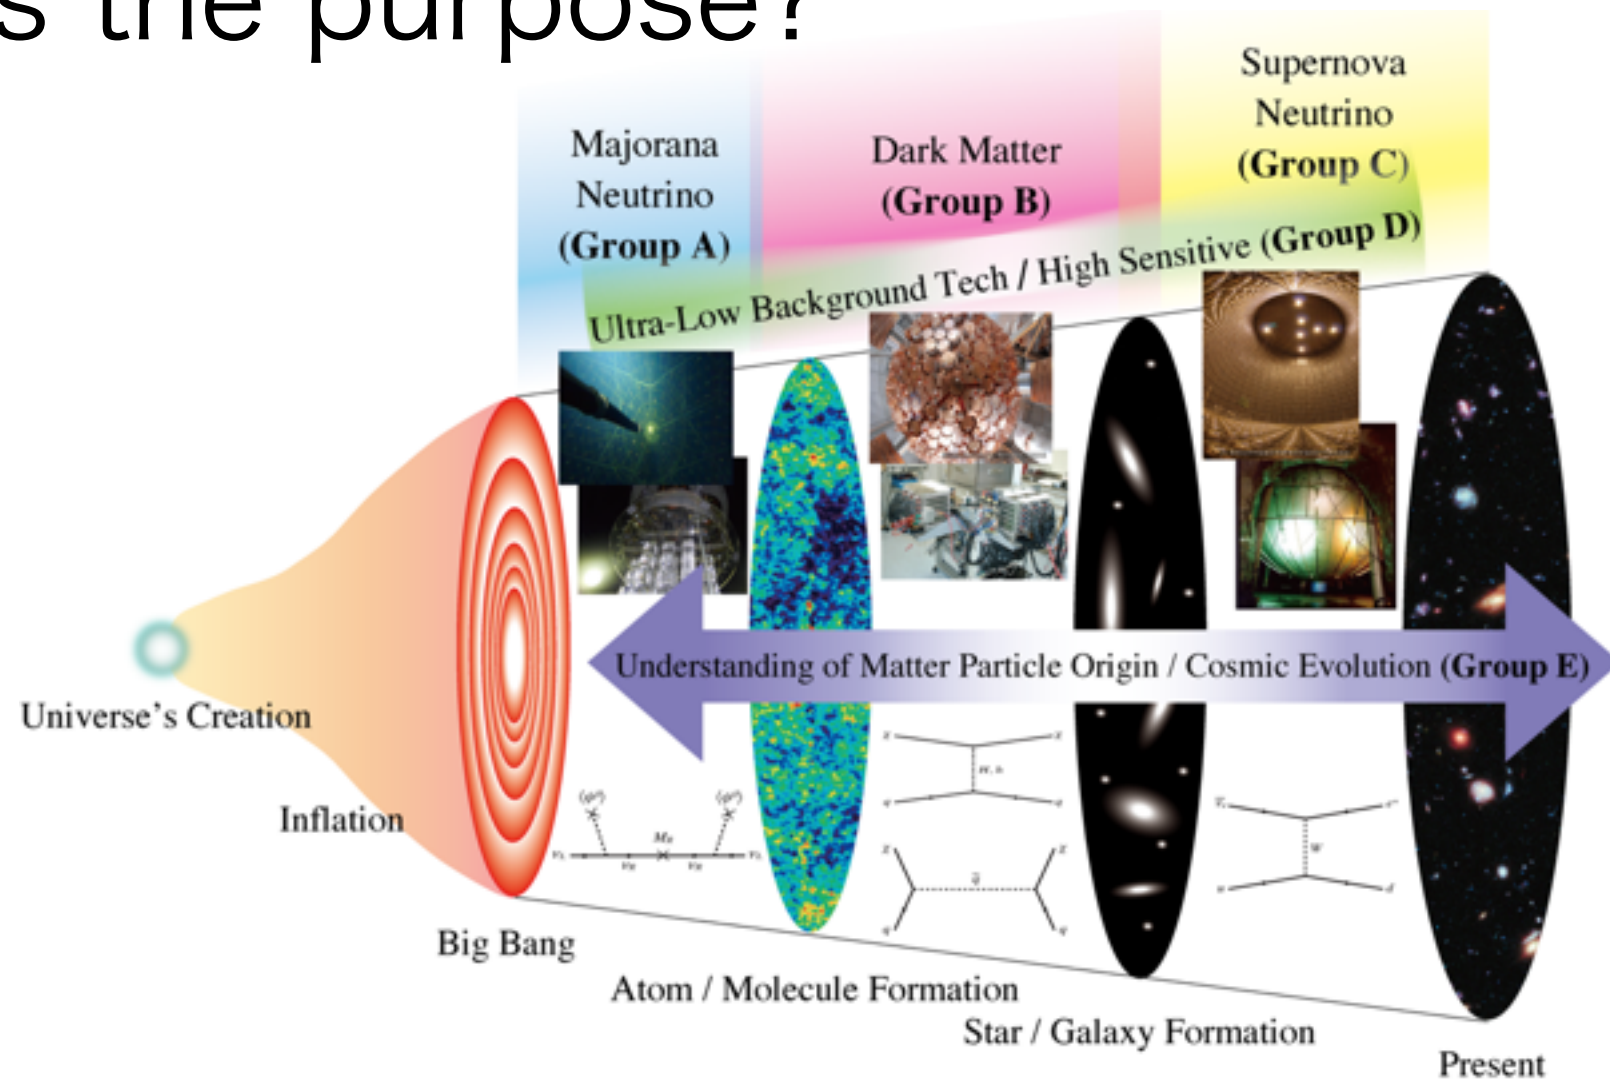 s the purpose?
Majorana
Neutrino
(Group A)
Dark Matter
(Group B)
Supernova
Neutrino
(Group C)
Ultra-Low Background Tech / High Sensitive (Group D)
Understanding of Matter Particle Origin / Cosmic Evolution (Group E)
Universe's Creation
Inflation
Big Bang
Atom / Molecule Formation
Star / Galaxy Formation
Present